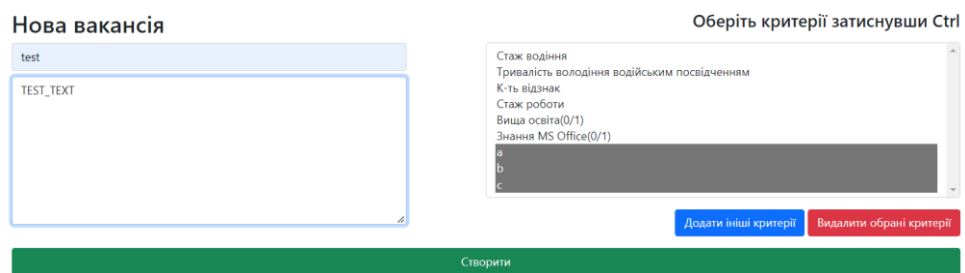 Нова вакансія
Оберіть критерії затиснувши Ctrl
test
TEST_TEXT
Стаж водіння
Тривалість володіння водійським посвідченням
К-ть відзнак
Стаж роботи
Вища освіта(0/1)
Знання MS Office(0/1)
a
b
c
Додати ініші критерії
Видалити обрані критерії
Створити